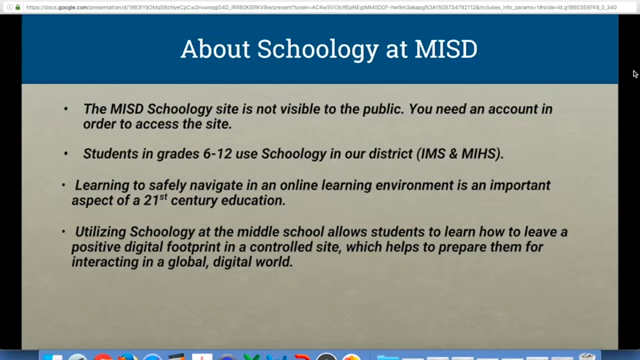 About Schoology at MISD
• The MISD Schoology site is not visible to the public. You need an account in
order to access the site.
• Students in grades 6-12 use Schoology in our district (IMS & MIHS).
• Learning to safely navigate in an online learning environment is an important
aspect of a 21st century education.
• Utilizing Schoology at the middle school allows students to learn how to leave a
positive digital footprint in a controlled site, which helps to prepare them for
interacting in a global, digital world.